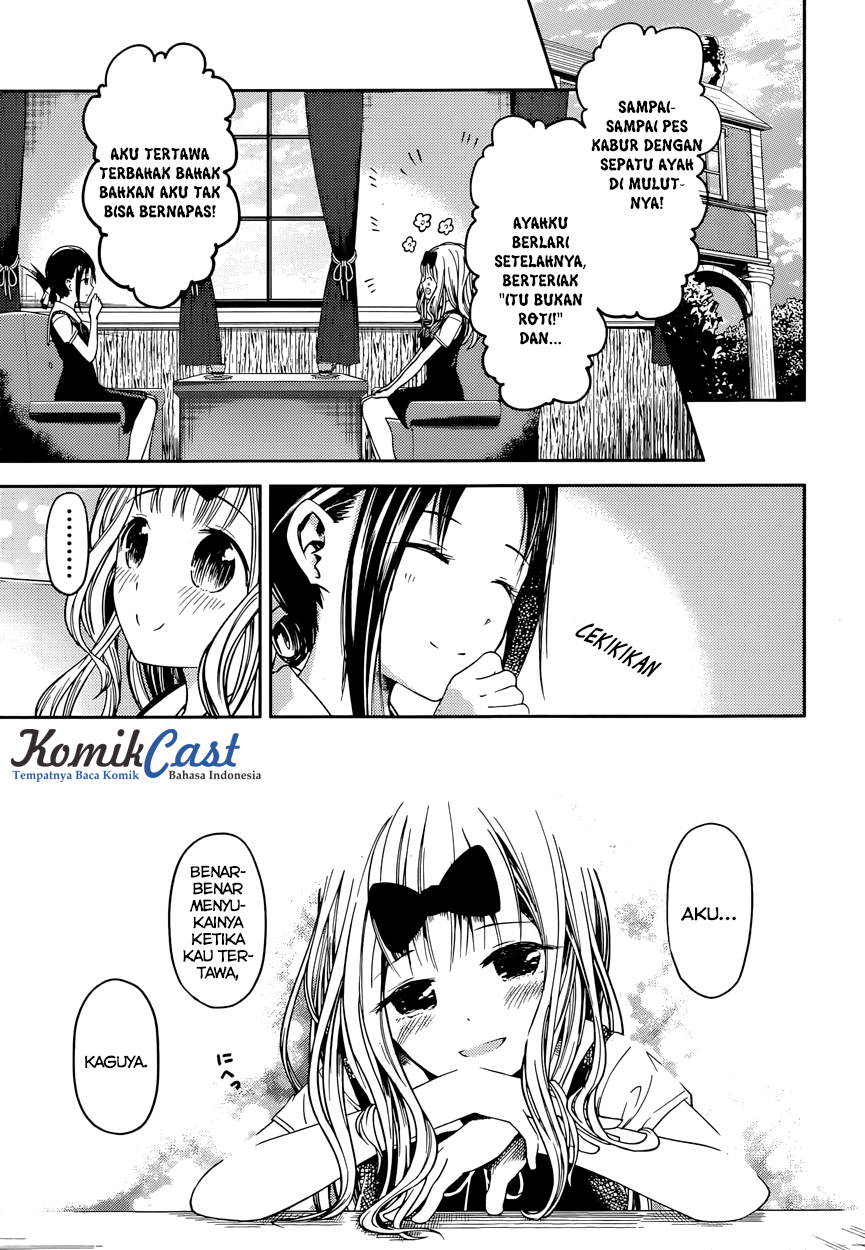 SAMPAI-
SAMPAI PES
KABUR DENGAN
SEPATU AYAH
DI MULUT-
NYA!
AYAHKU
BERLARI
SETELAHNYA,
BERTERIAK
"ITU BUKAN
ROTI!"
DAN...
AKU TERTAWA
TERBAHAK BAHAK
BAHKAN AKU TAK
BISA BERNAPAS!
CEKIKIKAN
.........
KomikCast
Tempatnya Baca Komik Bahasa Indonesia
AKU...
BENAR-
BENAR
MENYU-
KAINYA
KETIKA
KAU TER-
TAWA,
KAGUYA.
にへっ